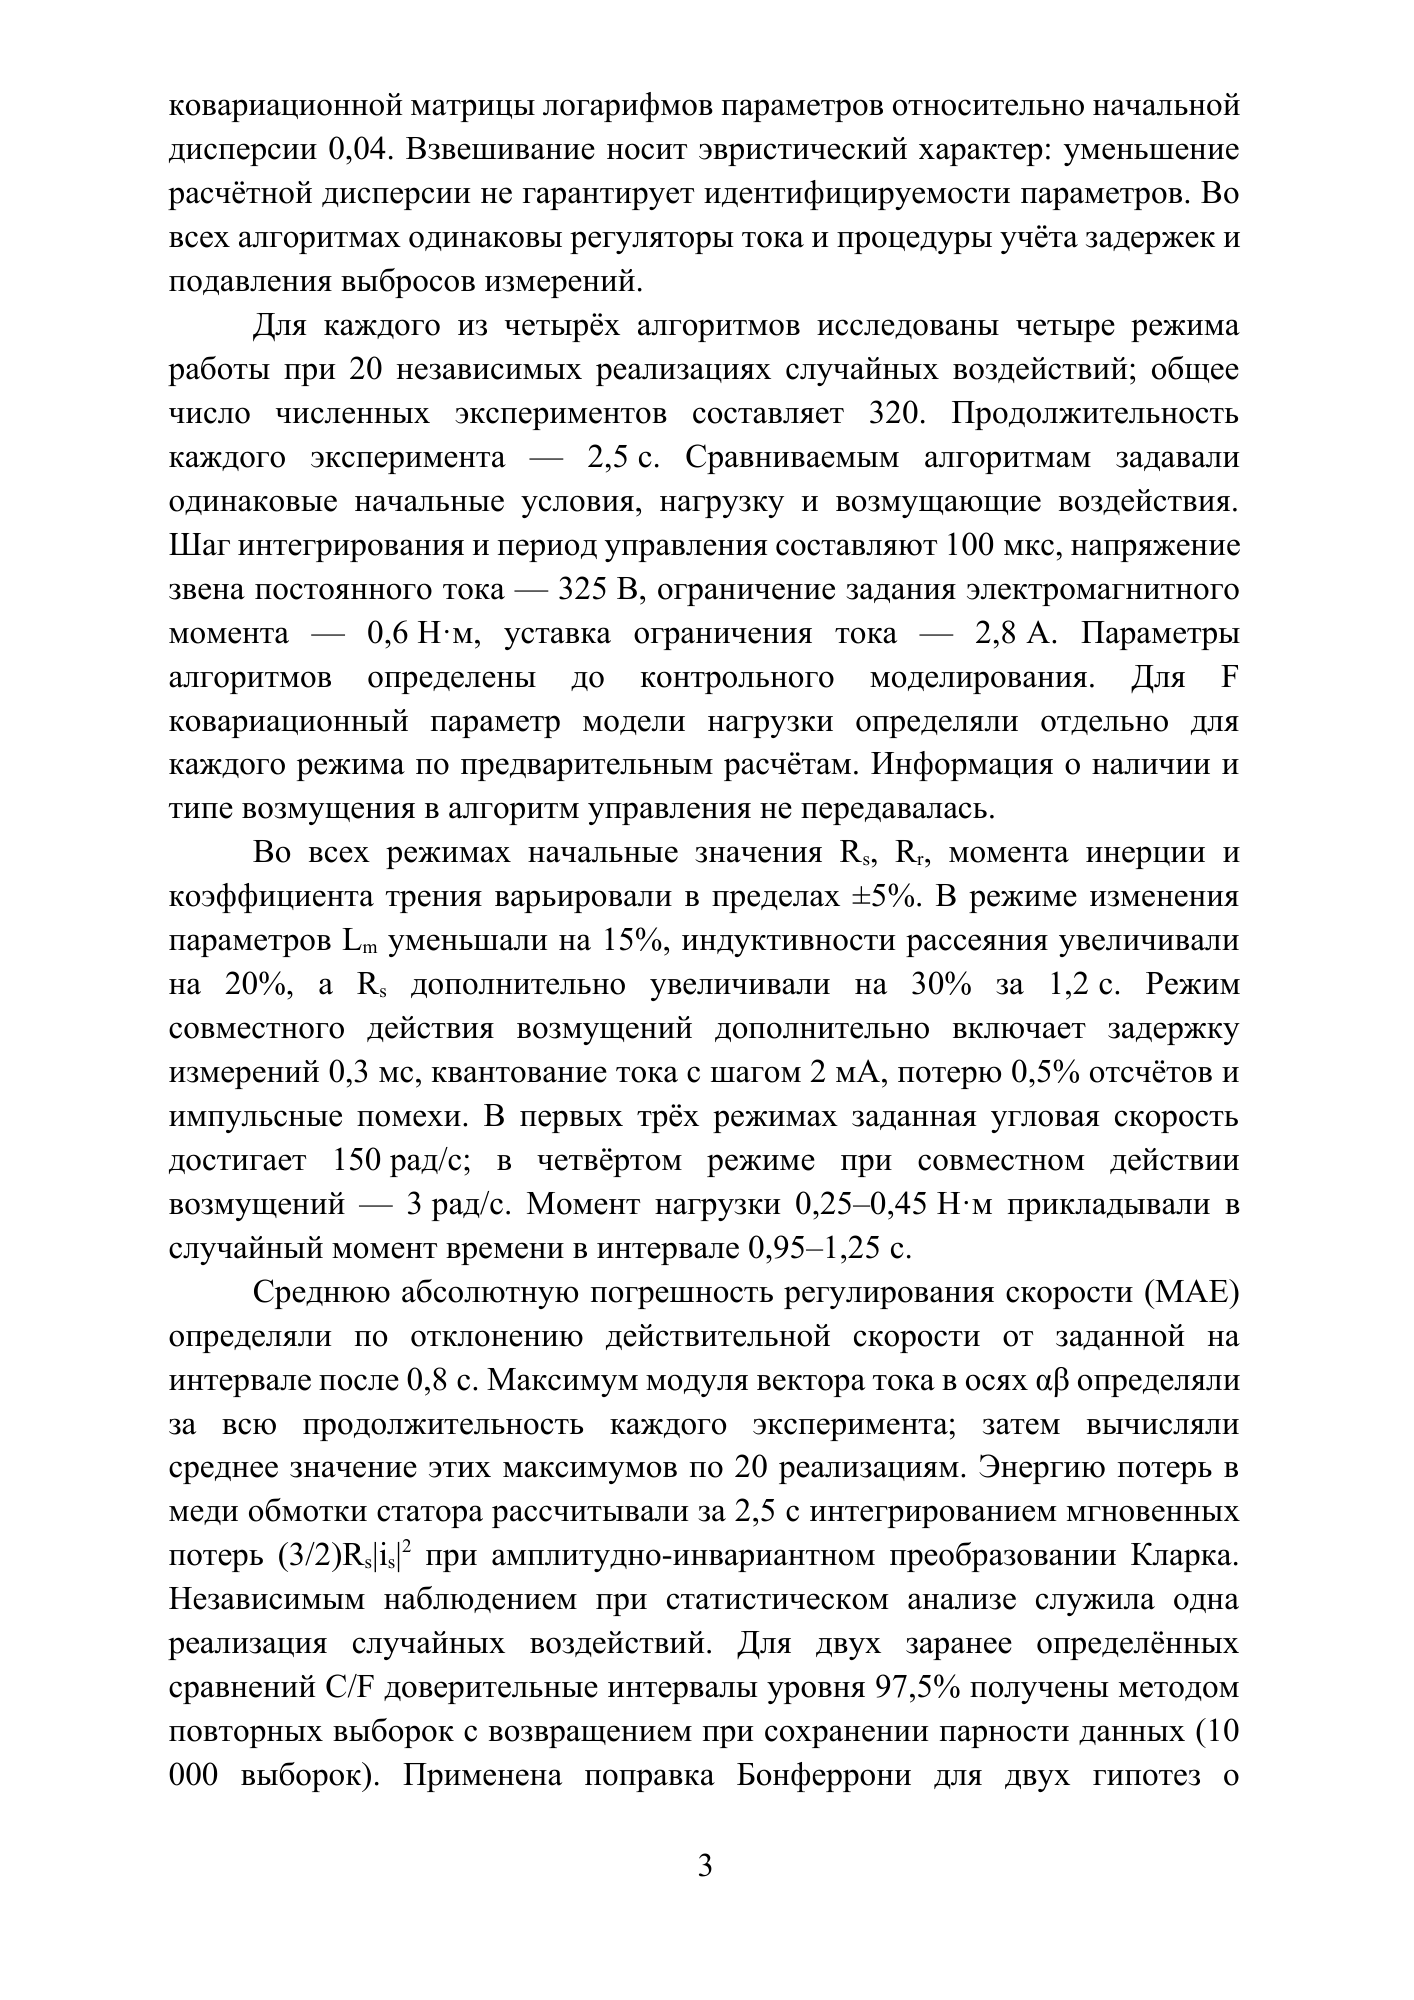 ковариационной матрицы логарифмов параметров относительно начальной
дисперсии 0,04. Взвешивание носит эвристический характер: уменьшение
расчётной дисперсии не гарантирует идентифицируемости параметров. Во
всех алгоритмах одинаковы регуляторы тока и процедуры учёта задержек и
подавления выбросов измерений.
Для каждого из четырёх алгоритмов исследованы четыре режима
работы при 20 независимых реализациях случайных воздействий; общее
число численных экспериментов составляет 320. Продолжительность
каждого эксперимента — 2,5 с. Сравниваемым алгоритмам задавали
одинаковые начальные условия, нагрузку и возмущающие воздействия.
Шаг интегрирования и период управления составляют 100 мкс, напряжение
звена постоянного тока — 325 В, ограничение задания электромагнитного
момента — 0,6 Н·м, уставка ограничения тока — 2,8 А. Параметры
алгоритмов определены до контрольного моделирования. Для F
ковариационный параметр модели нагрузки определяли отдельно для
каждого режима по предварительным расчётам. Информация о наличии и
типе возмущения в алгоритм управления не передавалась.
Во всех режимах начальные значения Rₛ, Rᵣ, момента инерции и
коэффициента трения варьировали в пределах ±5%. В режиме изменения
параметров Lₘ уменьшали на 15%, индуктивности рассеяния увеличивали
на 20%, а Rₛ дополнительно увеличивали на 30% за 1,2 с. Режим
совместного действия возмущений дополнительно включает задержку
измерений 0,3 мс, квантование тока с шагом 2 мА, потерю 0,5% отсчётов и
импульсные помехи. В первых трёх режимах заданная угловая скорость
достигает 150 рад/с; в четвёртом режиме при совместном действии
возмущений — 3 рад/с. Момент нагрузки 0,25–0,45 Н·м прикладывали в
случайный момент времени в интервале 0,95–1,25 с.
Среднюю абсолютную погрешность регулирования скорости (MAE)
определяли по отклонению действительной скорости от заданной на
интервале после 0,8 с. Максимум модуля вектора тока в осях αβ определяли
за всю продолжительность каждого эксперимента; затем вычисляли
среднее значение этих максимумов по 20 реализациям. Энергию потерь в
меди обмотки статора рассчитывали за 2,5 с интегрированием мгновенных
потерь (3/2)Rₛ|iₛ|² при амплитудно-инвариантном преобразовании Кларка.
Независимым наблюдением при статистическом анализе служила одна
реализация случайных воздействий. Для двух заранее определённых
сравнений C/F доверительные интервалы уровня 97,5% получены методом
повторных выборок с возвращением при сохранении парности данных (10
000 выборок). Применена поправка Бонферрони для двух гипотез о
3